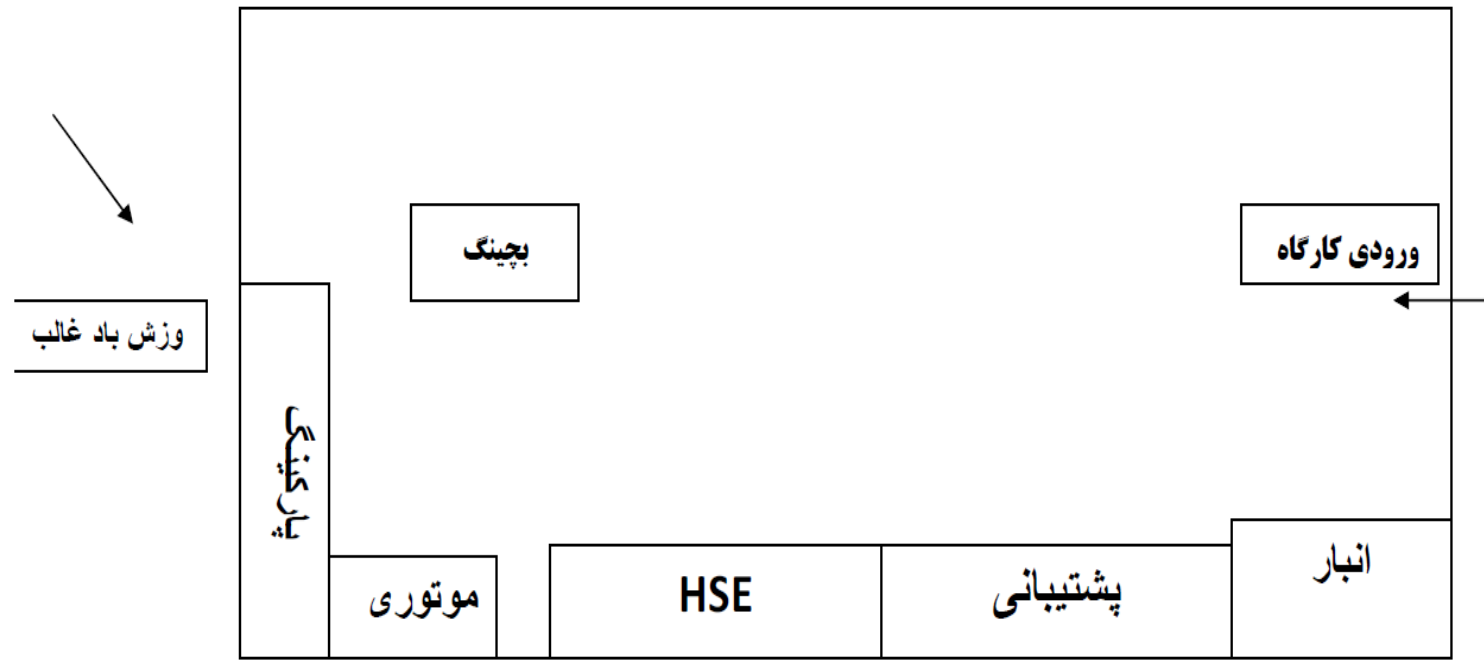 بچینگ
ورودی کارگاه
وزش باد غالب
پارکینگ
موتوری
HSE
پشتیبانی
انبار